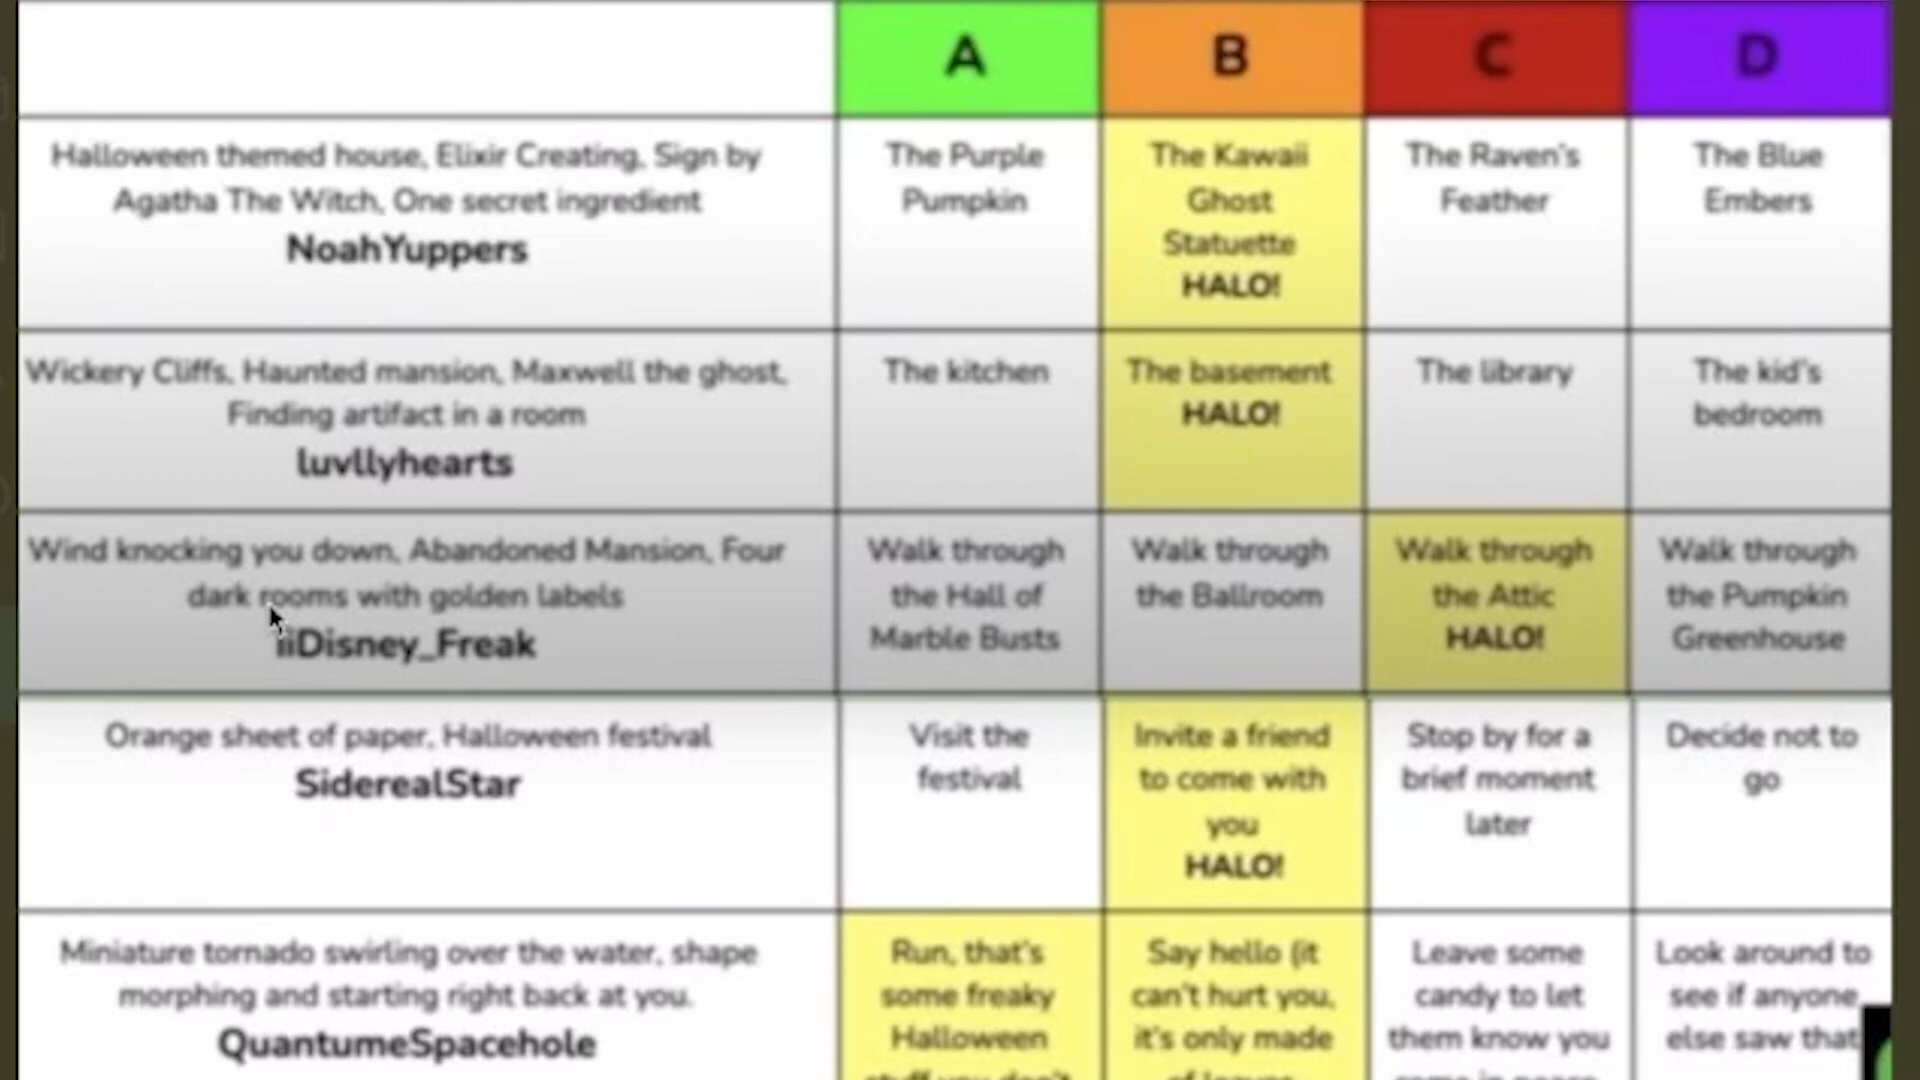 A
B
C
D
Halloween themed house, Elixir Creating, Sign by
Agatha The Witch, One secret ingredient
NoahYuppers
The Purple
Pumpkin
The Kawaii
Ghost
Statuette
HALO!
The Raven's
Feather
The Blue
Embers
Wickery Cliffs, Haunted mansion, Maxwell the ghost,
Finding artifact in a room
luvllyhearts
The kitchen
The basement
HALO!
The library
The kid's
bedroom
Wind knocking you down, Abandoned Mansion, Four
dark rooms with golden labels
iiDisney_Freak
Walk through
the Hall of
Marble Busts
Walk through
the Ballroom
Walk through
the Attic
HALO!
Walk through
the Pumpkin
Greenhouse
Orange sheet of paper, Halloween festival
SiderealStar
Visit the
festival
Invite a friend
to come with
you
HALO!
Stop by for a
brief moment
later
Decide not to
go
Miniature tornado swirling over the water, shape
morphing and starting right back at you.
QuantumeSpacehole
Run, that's
some freaky
Halloween
stuff you don't
Say hello (it
can't hurt you,
it's only made
of leaves
Leave some
candy to let
them know you
come in peace
Look around to
see if anyone
else saw that